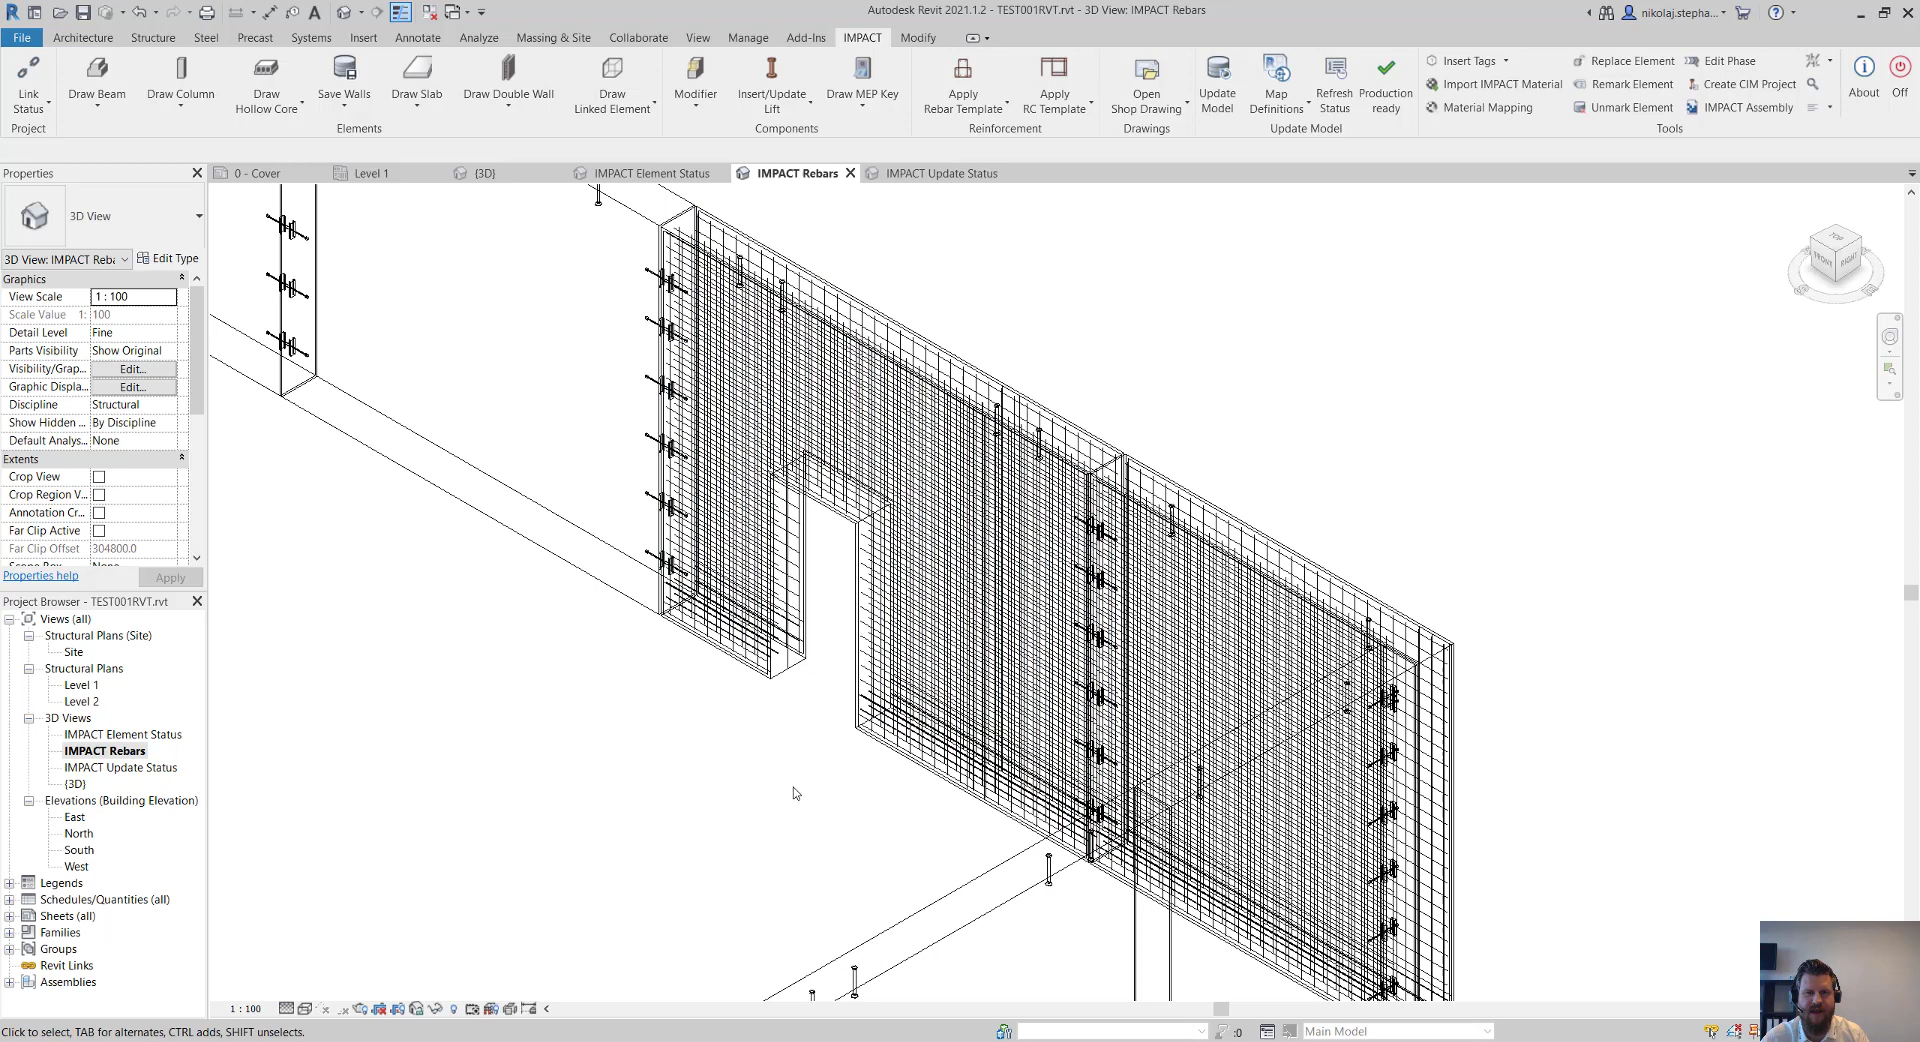 Autodesk Revit 2021.1.2 - TEST001RVT.rvt - 3D View: IMPACT Rebars
nikolaj.stepha...
File Architecture Structure Steel Precast Systems Insert Annotate Analyze Massing & Site Collaborate View Manage Add-Ins IMPACT Modify
Link Status
Draw Beam
Draw Column
Draw Hollow Core
Save Walls
Draw Slab
Draw Double Wall
Draw Linked Element
Modifier
Insert/Update Lift
Draw MEP Key
Apply Rebar Template
Apply RC Template
Open Shop Drawing
Update Model
Map Definitions
Refresh Status
Production ready
Insert Tags
Import IMPACT Material
Material Mapping
Replace Element
Remark Element
Unmark Element
Edit Phase
Create CIM Project
IMPACT Assembly
About
Off
Project Elements Components Reinforcement Drawings Update Model Tools
Properties
0 - Cover Level 1 {3D} IMPACT Element Status IMPACT Rebars IMPACT Update Status
3D View
3D View: IMPACT Reba Edit Type
Graphics
View Scale 1 : 100
Scale Value 1: 100
Detail Level Fine
Parts Visibility Show Original
Visibility/Grap... Edit...
Graphic Displa... Edit...
Discipline Structural
Show Hidden ... By Discipline
Default Analys... None
Extents
Crop View
Crop Region V...
Annotation Cr...
Far Clip Active
Far Clip Offset 304800.0
Properties help Apply
Project Browser - TEST001RVT.rvt
Views (all)
Structural Plans (Site)
Site
Structural Plans
Level 1
Level 2
3D Views
IMPACT Element Status
IMPACT Rebars
IMPACT Update Status
{3D}
Elevations (Building Elevation)
East
North
South
West
Legends
Schedules/Quantities (all)
Sheets (all)
Families
Groups
Revit Links
Assemblies
TOP
FRONT
RIGHT
1 : 100
Click to select, TAB for alternates, CTRL adds, SHIFT unselects.
:0
Main Model